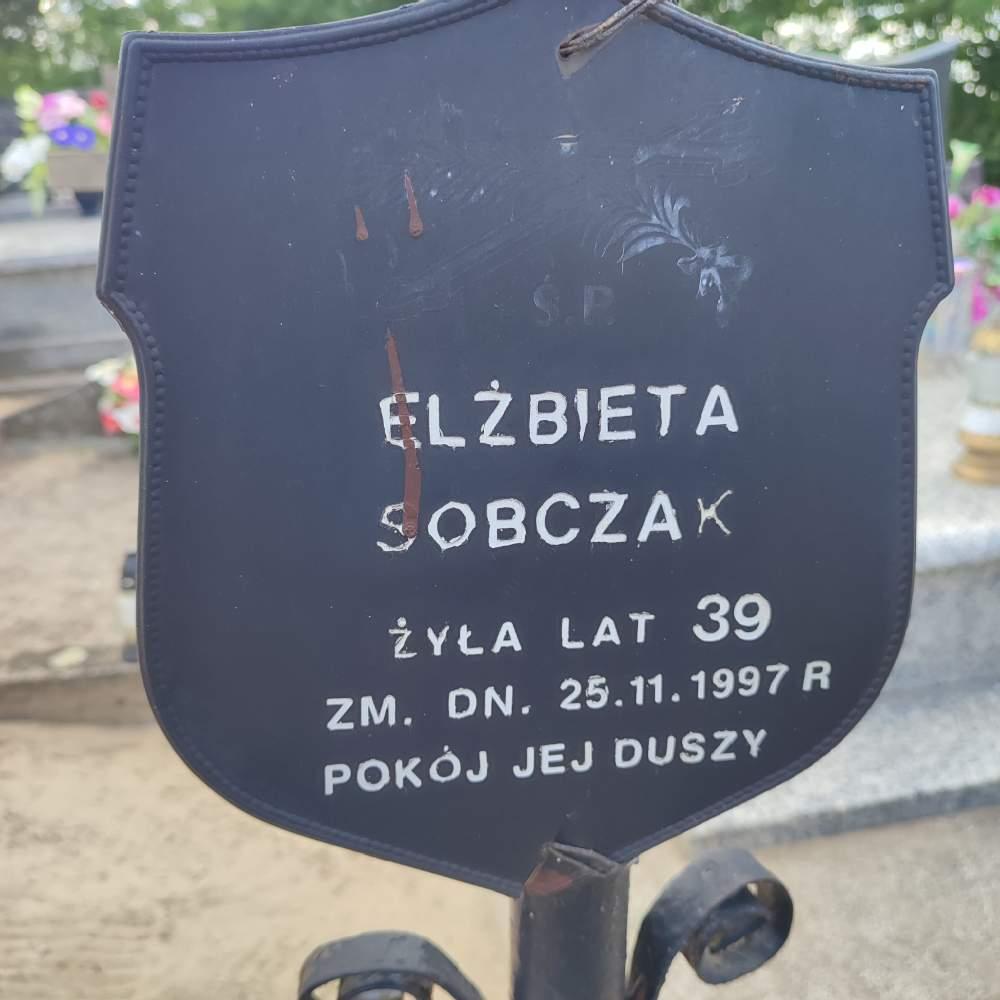 Ś.P.
ELŻBIETA
SOBCZAK
ŻYŁA LAT 39
ZM. DN. 25.11.1997 R
POKÓJ JEJ DUSZY